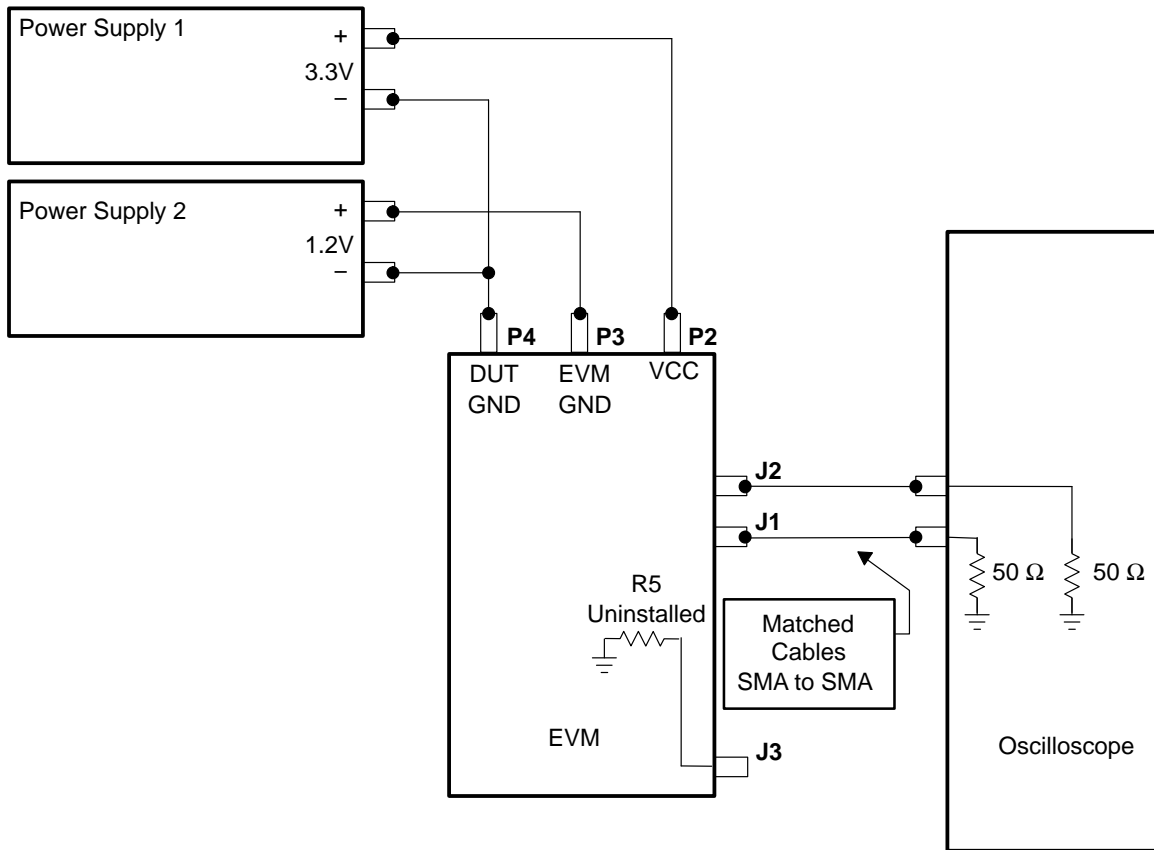 Power Supply 1
+
3.3V
−
Power Supply 2
+
1.2V
−
P4
P3
P2
DUT
GND
EVM
GND
VCC
J2
J1
50 Ω
50 Ω
R5
Uninstalled
Matched
Cables
SMA to SMA
EVM
J3
Oscilloscope